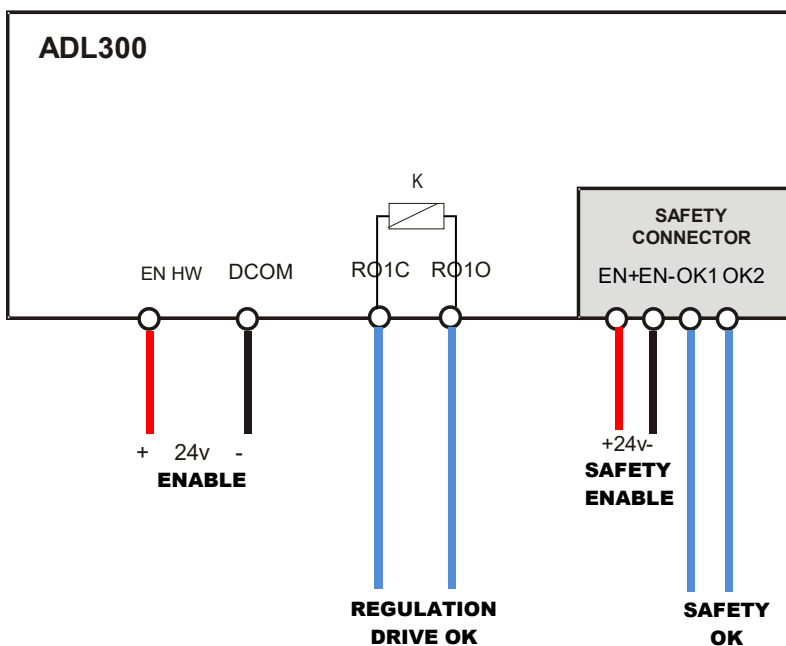 ADL300
K
SAFETY
CONNECTOR
EN HW DCOM RO1C RO1O EN+EN-OK1 OK2
+ 24v -
ENABLE
+24v-
SAFETY
ENABLE
REGULATION
DRIVE OK
SAFETY
OK